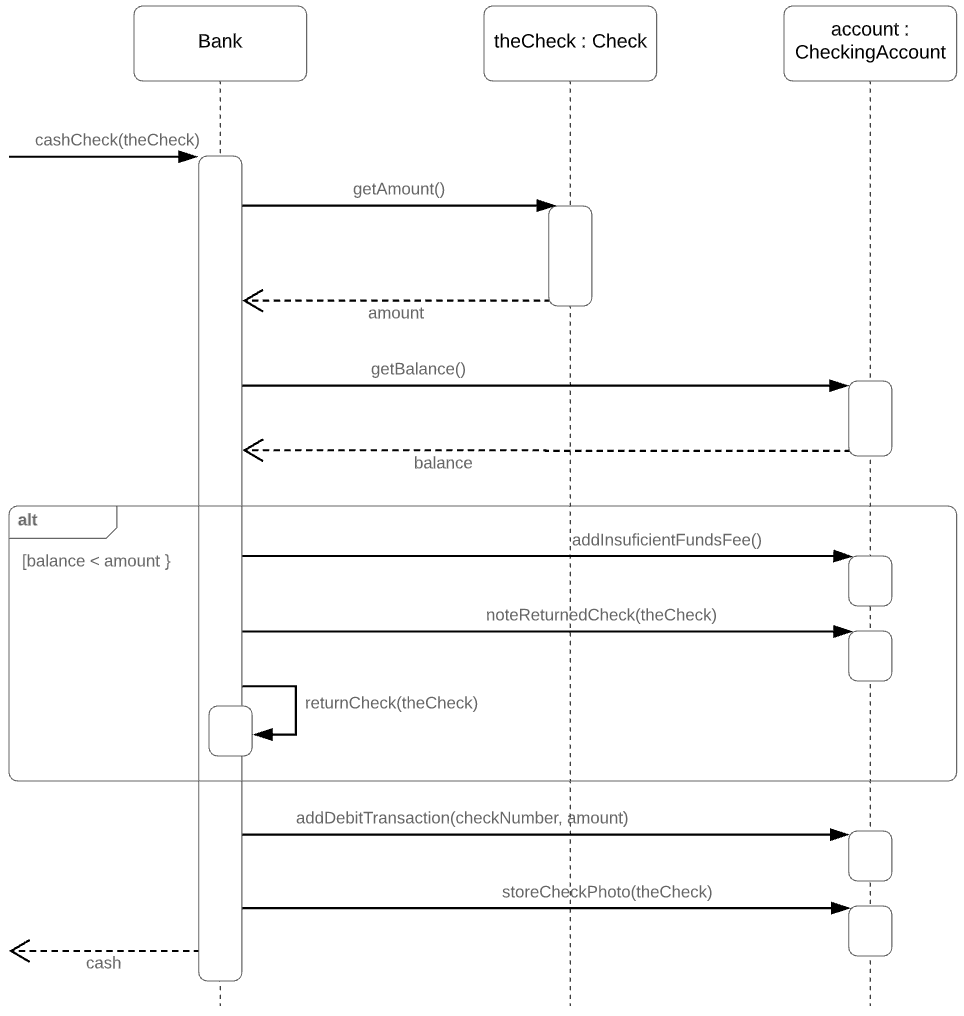 Bank
theCheck : Check
account :
CheckingAccount
cashCheck(theCheck)
getAmount()
amount
getBalance()
balance
alt
[balance < amount }
addInsuficientFundsFee()
noteReturnedCheck(theCheck)
returnCheck(theCheck)
addDebitTransaction(checkNumber, amount)
storeCheckPhoto(theCheck)
cash